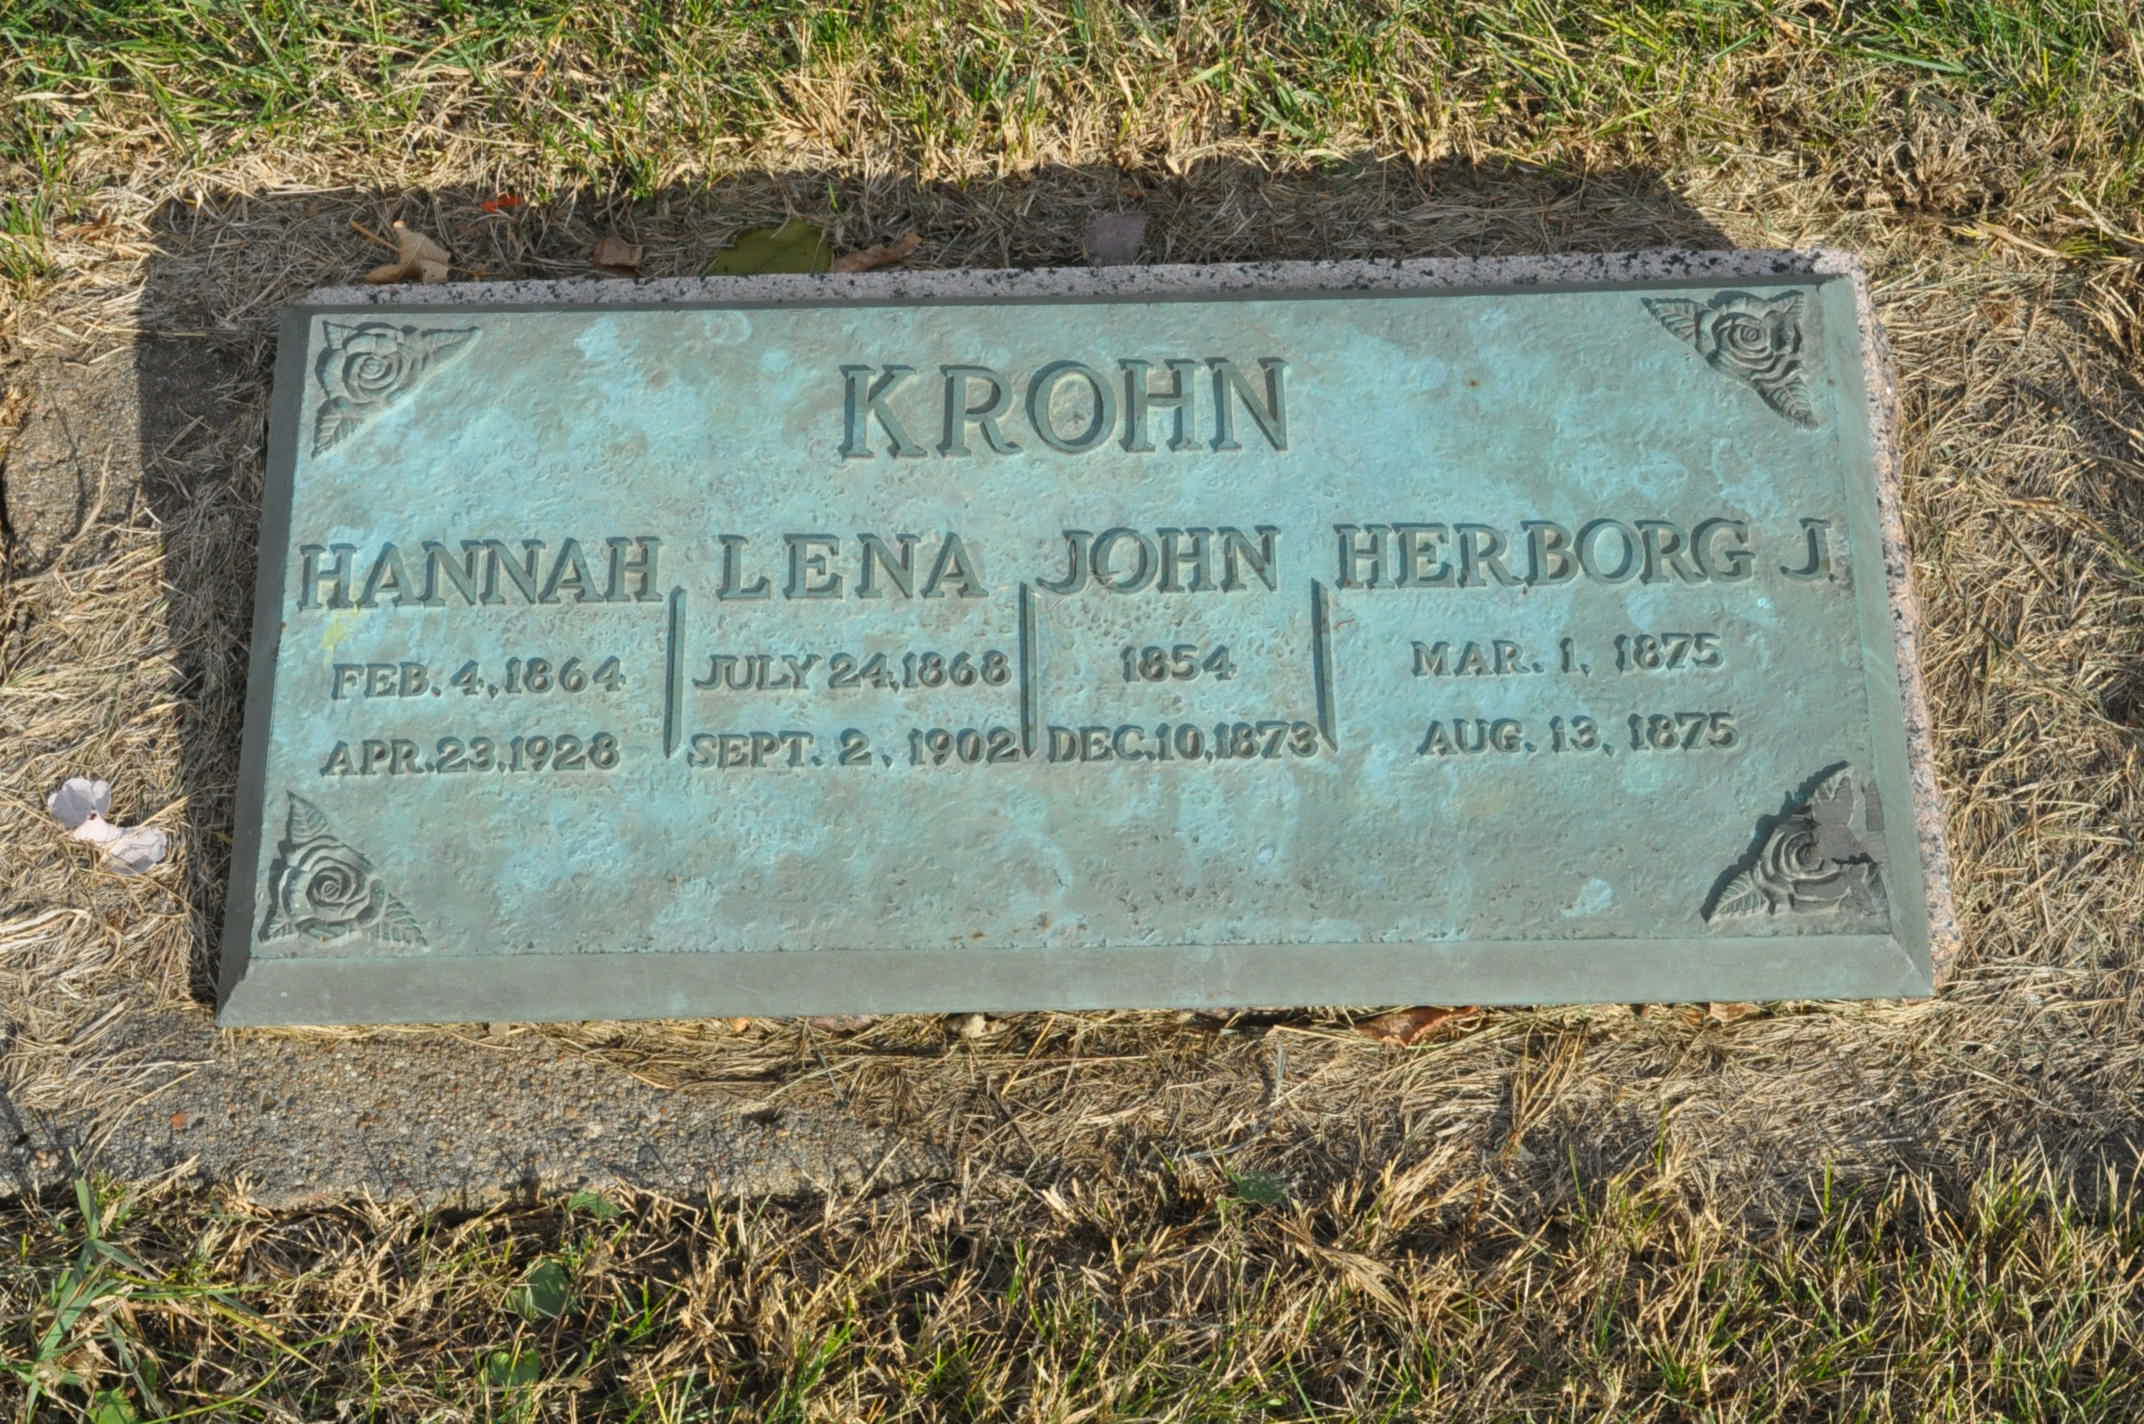 KROHN
HANNAH LENA JOHN HERBORG J.
FEB. 4, 1864 JULY 24, 1868 1854 MAR. 1, 1875
APR. 23, 1928 SEPT. 2, 1902 DEC. 10, 1873 AUG. 13, 1875